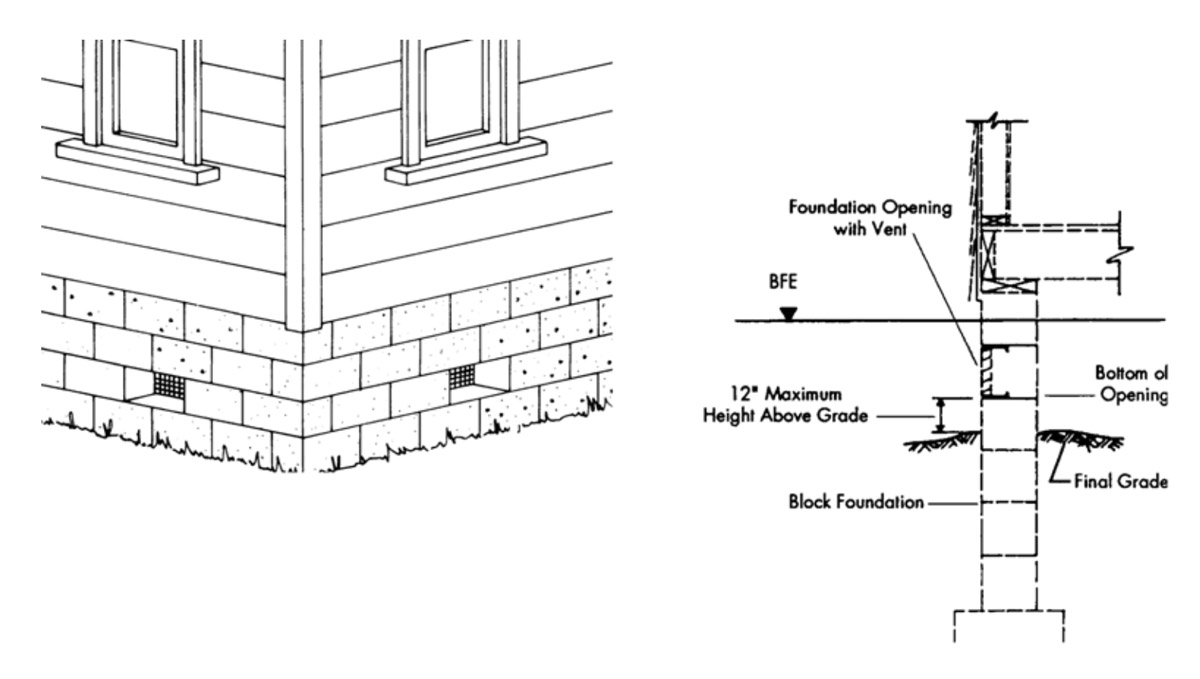 Foundation Opening
with Vent
BFE
12" Maximum
Height Above Grade
Bottom of
Opening
Final Grade
Block Foundation